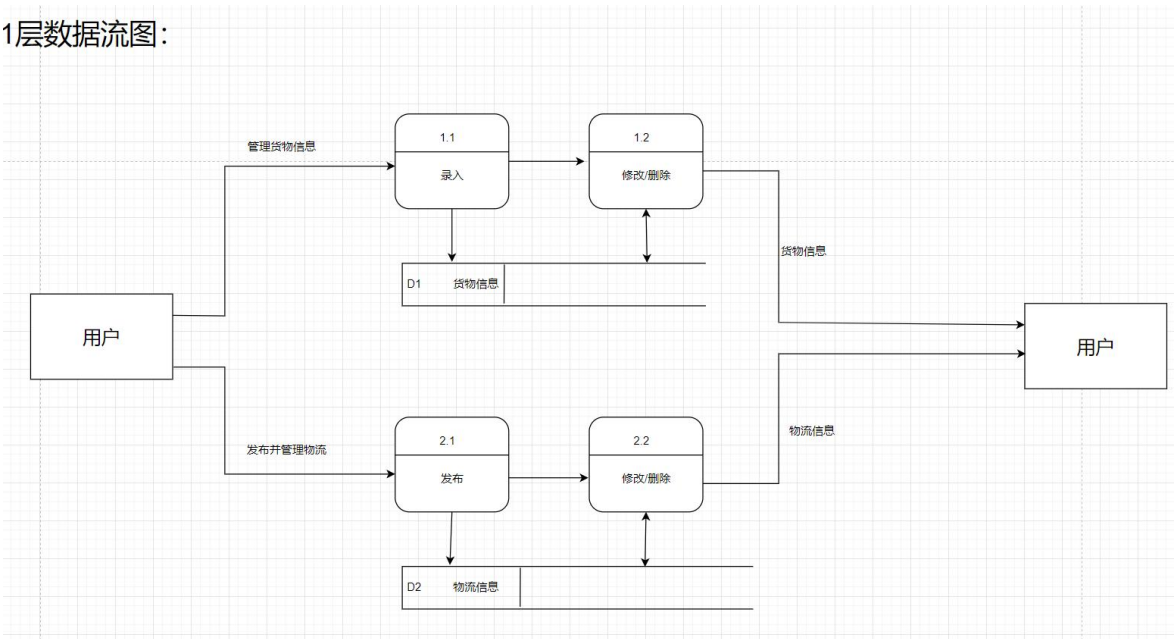 1层数据流图：
管理货物信息
1.1
录入
1.2
修改/删除
货物信息
D1 货物信息
用户
用户
发布并管理物流
2.1
发布
2.2
修改/删除
物流信息
D2 物流信息